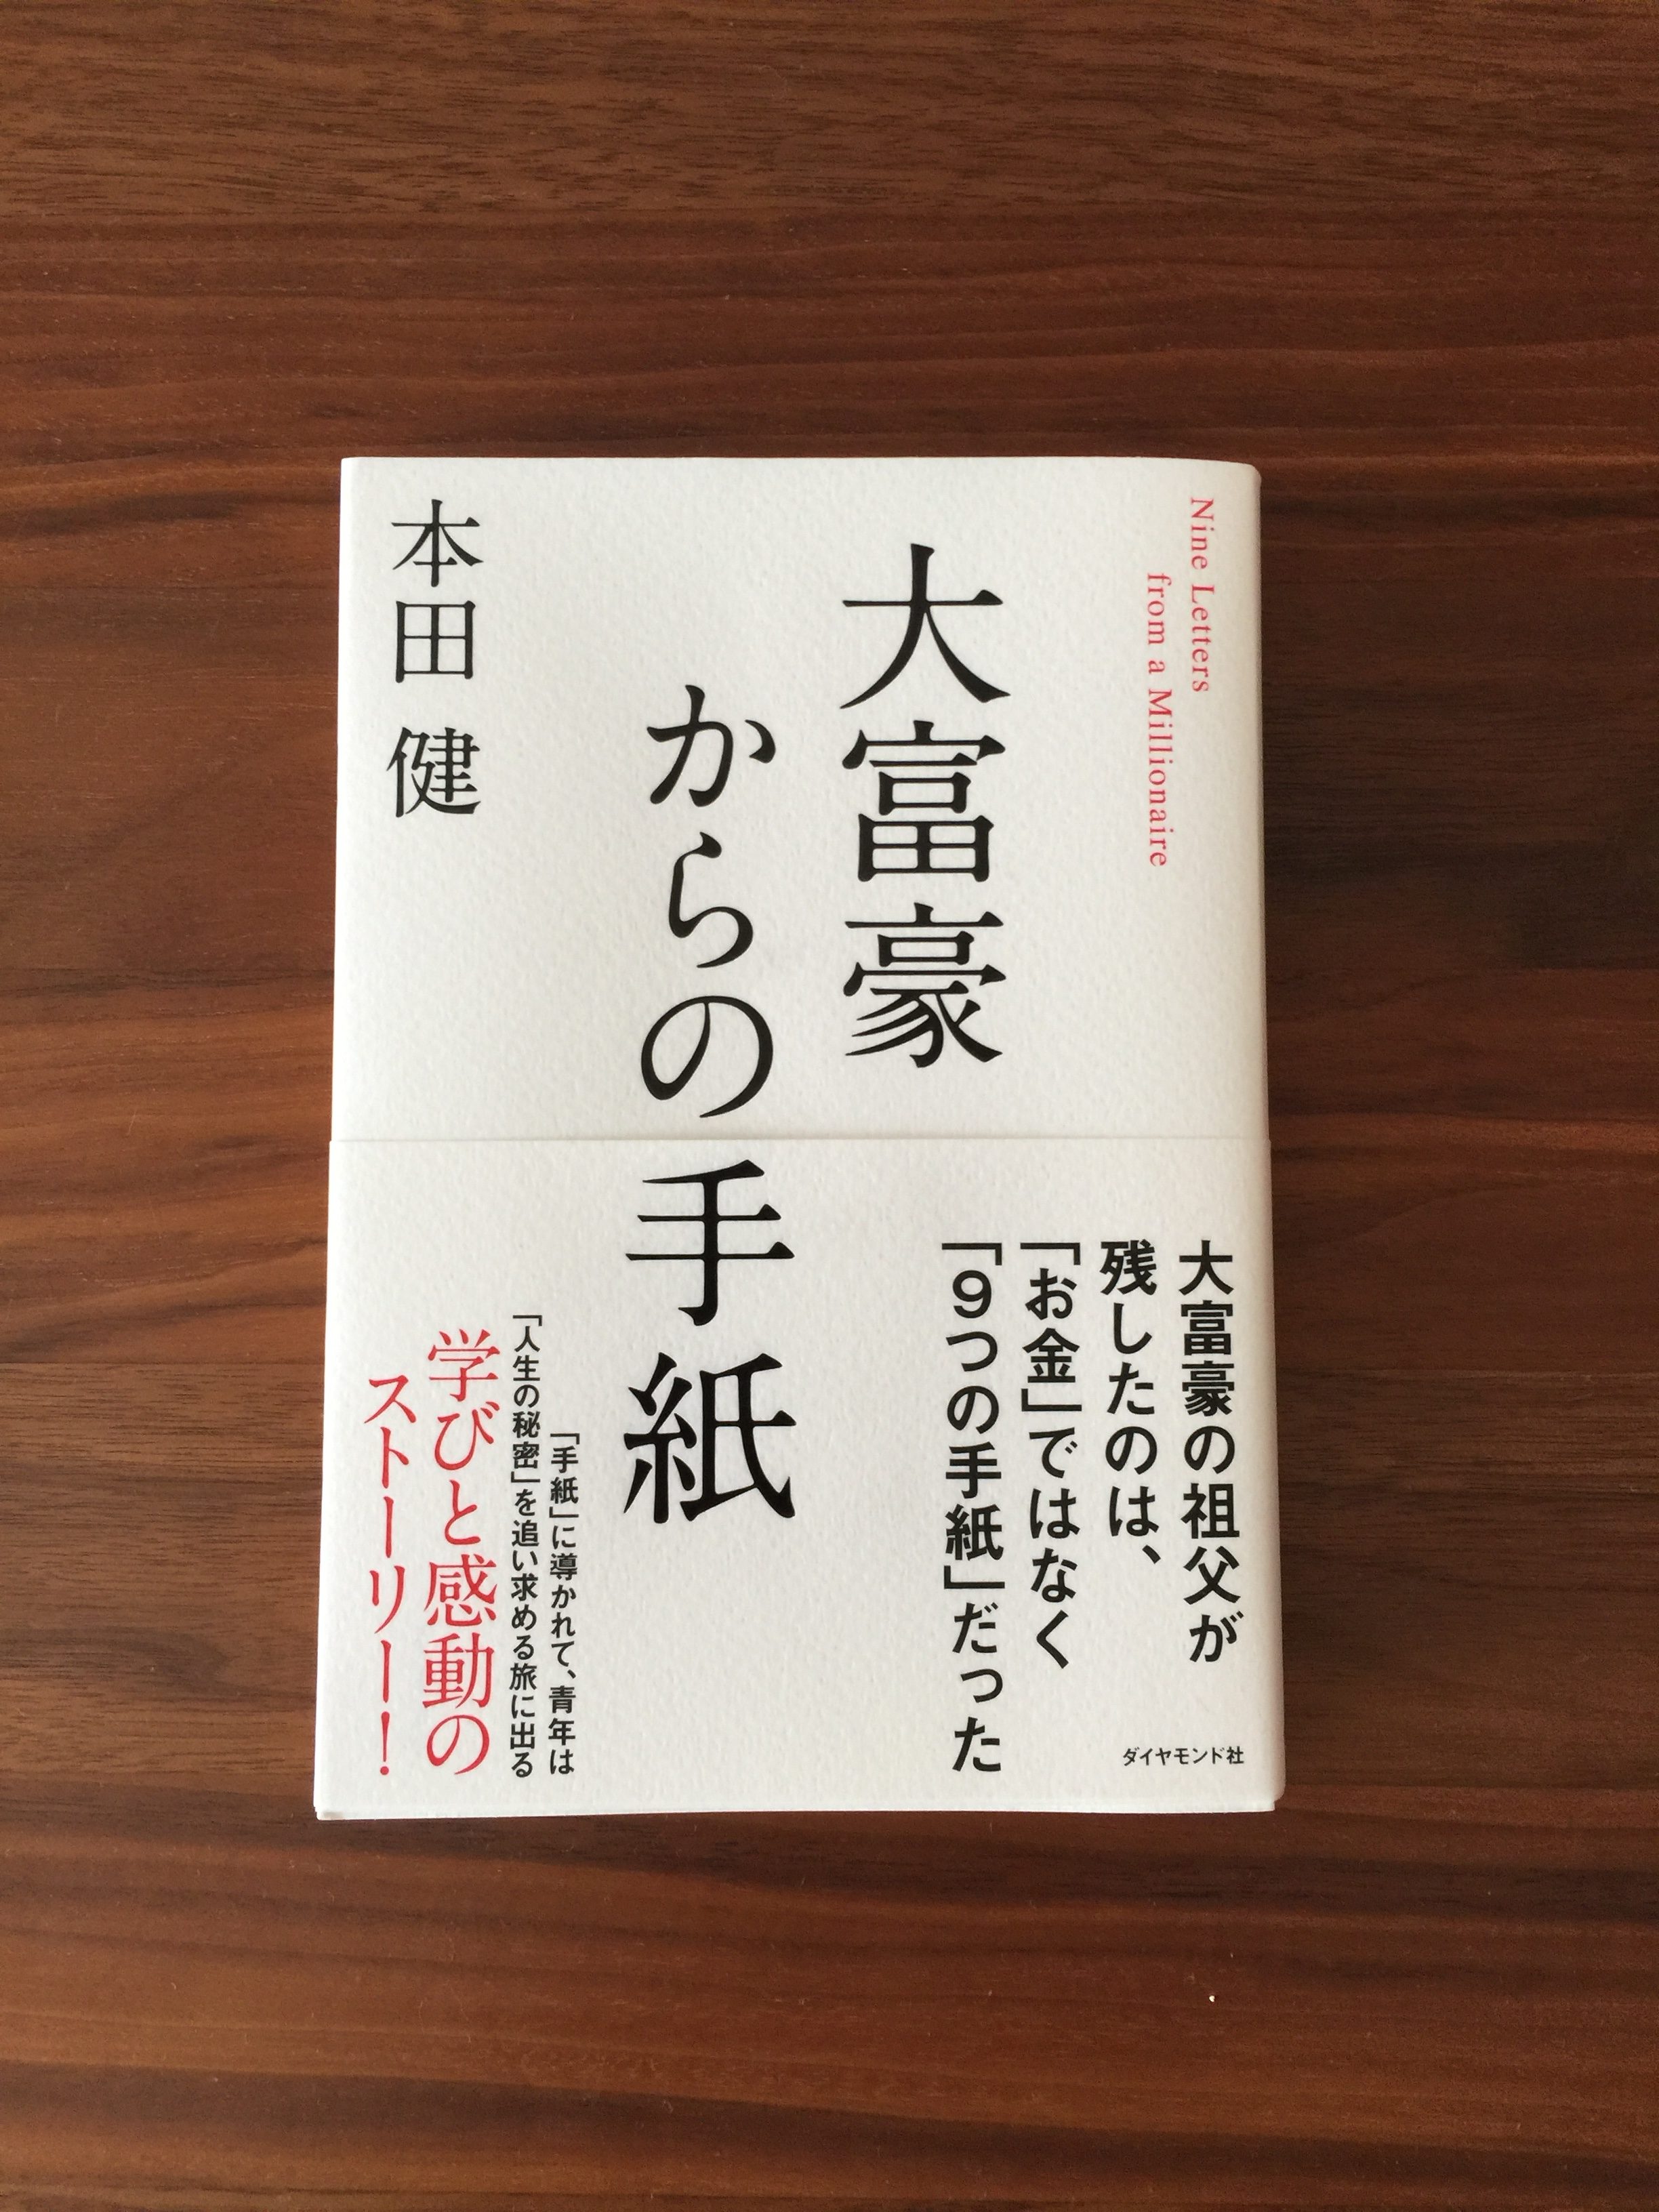 Nine Letters
from a Millionaire
大富豪
からの手紙
本田 健
大富豪の祖父が
残したのは、
「お金」ではなく
「9つの手紙」だった
「手紙」に導かれて、青年は
「人生の秘密」を追い求める旅に出る
学びと感動の
ストーリー!
ダイヤモンド社